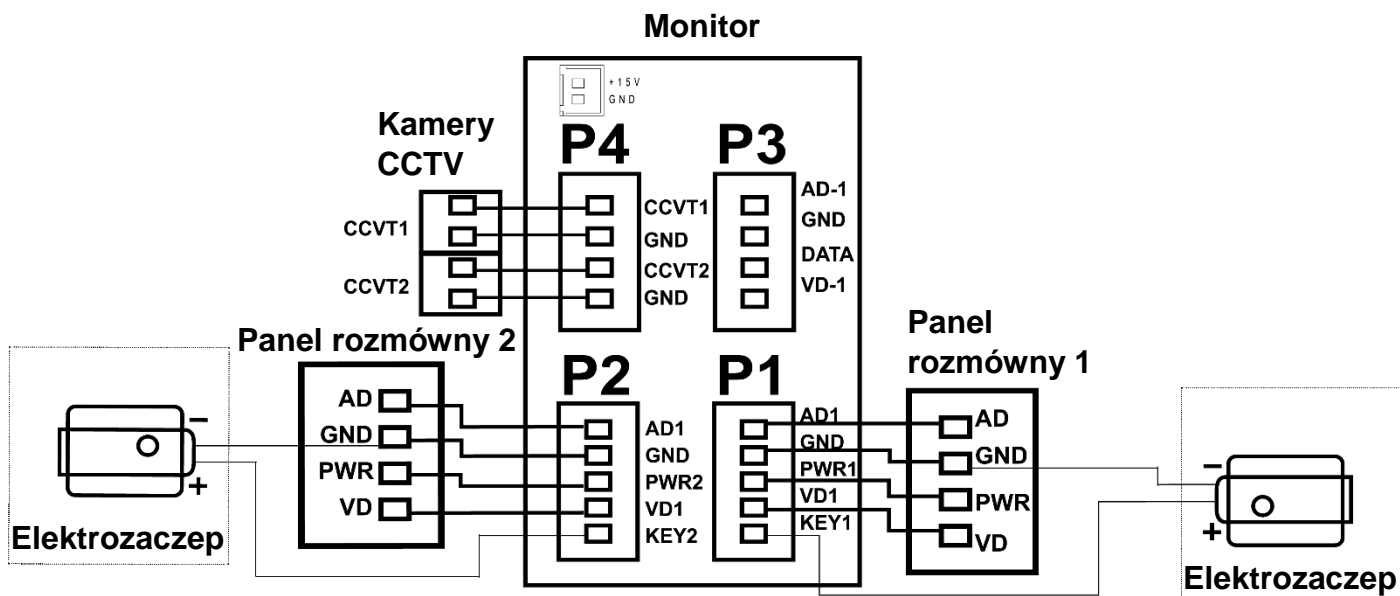 Monitor
+15V
GND
Kamery
CCTV
P4
P3
CCVT1
CCVT2
CCVT1
GND
CCVT2
GND
AD-1
GND
DATA
VD-1
Panel rozmówny 2
Panel
rozmówny 1
P2
P1
AD
GND
PWR
VD
AD1
GND
PWR2
VD1
KEY2
AD1
GND
PWR1
VD1
KEY1
AD
GND
PWR
VD
−
+
Elektrozaczep
−
+
Elektrozaczep